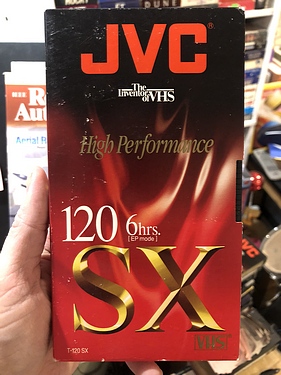 JVC
The
Inventor
of VHS
High Performance
120 6hrs.
[EP mode]
SX
VHS
T-120 SX